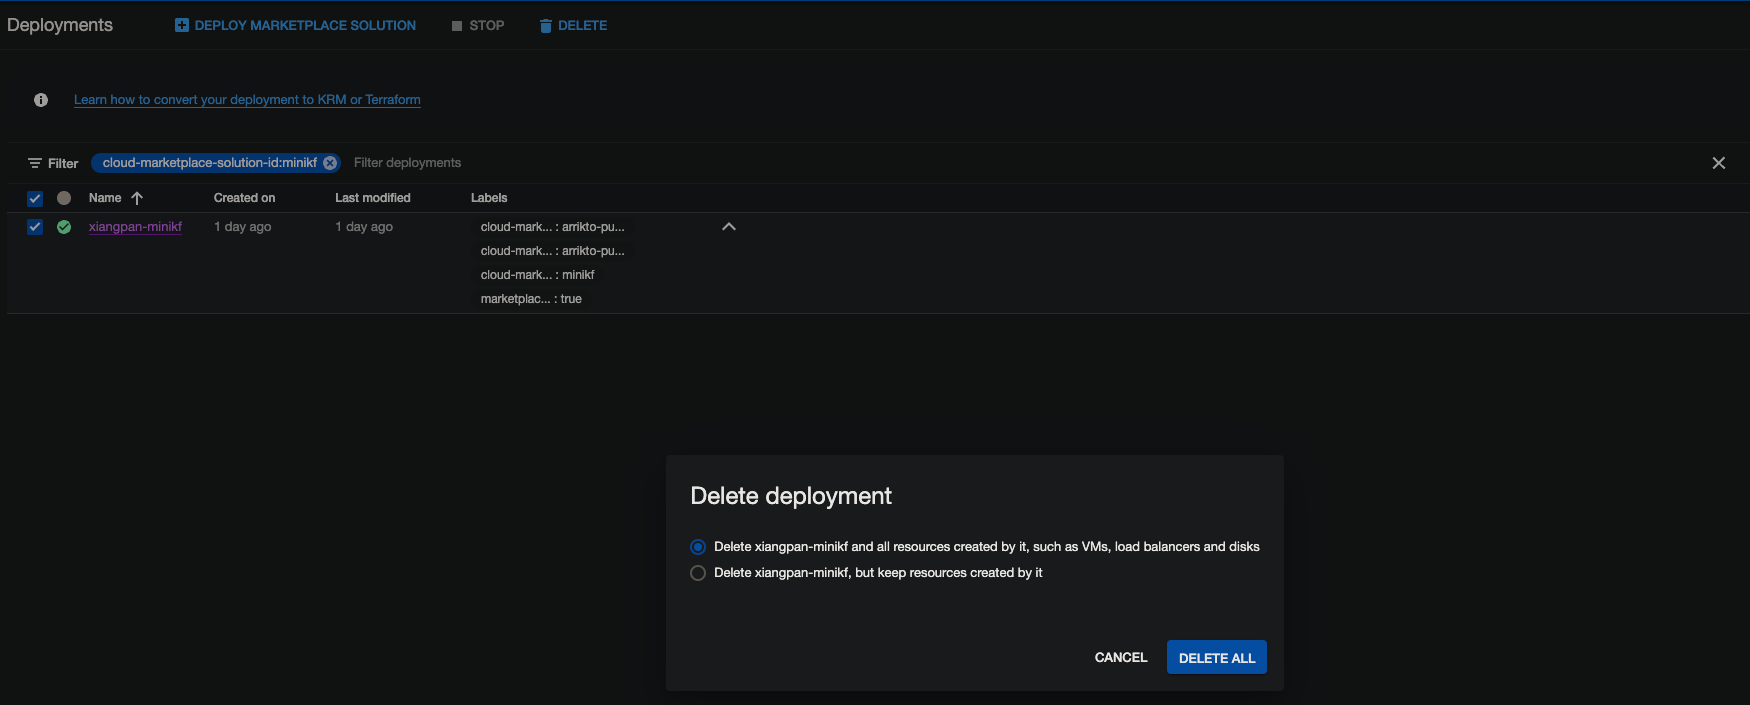 Deployments DEPLOY MARKETPLACE SOLUTION STOP DELETE
Learn how to convert your deployment to KRM or Terraform
Filter cloud-marketplace-solution-id:minikf Filter deployments
Name Created on Last modified Labels
xiangpan-minikf 1 day ago 1 day ago cloud-mark... : arrikto-pu...
cloud-mark... : arrikto-pu...
cloud-mark... : minikf
marketplac... : true
Delete deployment
Delete xiangpan-minikf and all resources created by it, such as VMs, load balancers and disks
Delete xiangpan-minikf, but keep resources created by it
CANCEL DELETE ALL